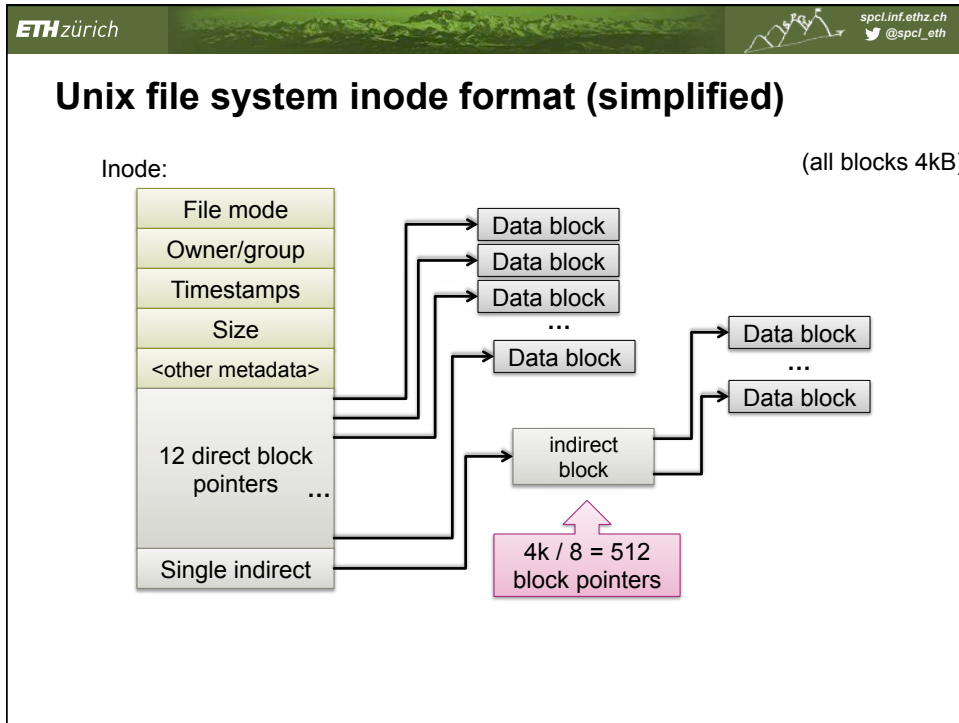 ETH zürich
spcl.inf.ethz.ch
@spcl_eth
Unix file system inode format (simplified)
Inode:
(all blocks 4kB)
File mode
Owner/group
Timestamps
Size
<other metadata>
12 direct block
pointers ...
Single indirect
Data block
Data block
Data block
...
Data block
indirect
block
4k / 8 = 512
block pointers
Data block
...
Data block